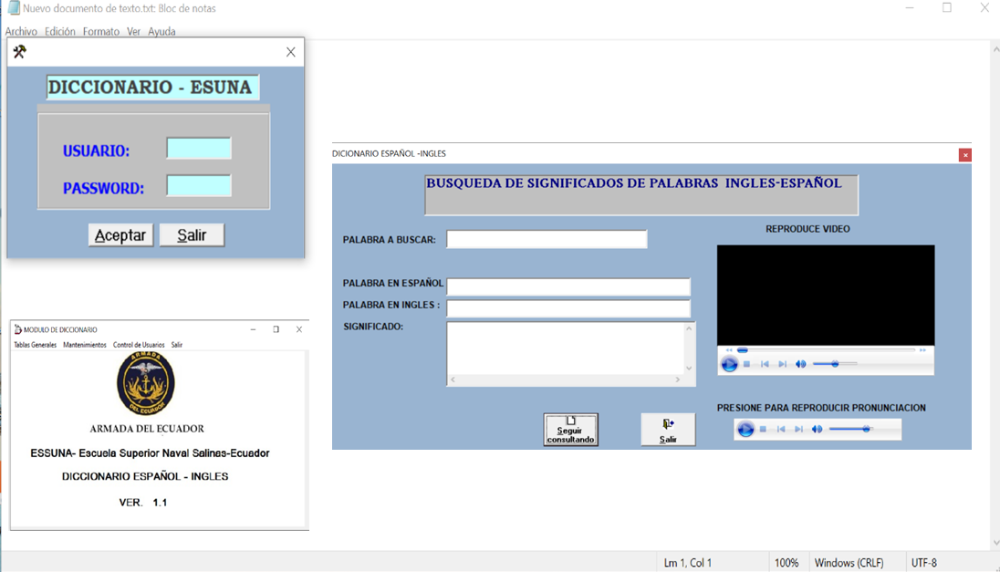 Nuevo documento de texto.txt: Bloc de notas
Archivo Edición Formato Ver Ayuda
DICCIONARIO - ESUNA
USUARIO:
PASSWORD:
Aceptar Salir
DICIONARIO ESPAÑOL -INGLES
BUSQUEDA DE SIGNIFICADOS DE PALABRAS INGLES-ESPAÑOL
REPRODUCE VIDEO
PALABRA A BUSCAR:
PALABRA EN ESPAÑOL
PALABRA EN INGLES :
SIGNIFICADO:
PRESIONE PARA REPRODUCIR PRONUNCIACION
Seguir
consultando
Salir
MODULO DE DICCIONARIO
Tablas Generales Mantenimientos Control de Usuarios Salir
ARMADA
DEL ECUADOR
ARMADA DEL ECUADOR
ESSUNA- Escuela Superior Naval Salinas-Ecuador
DICCIONARIO ESPAÑOL - INGLES
VER. 1.1
Lm 1, Col 1 100% Windows (CRLF) UTF-8